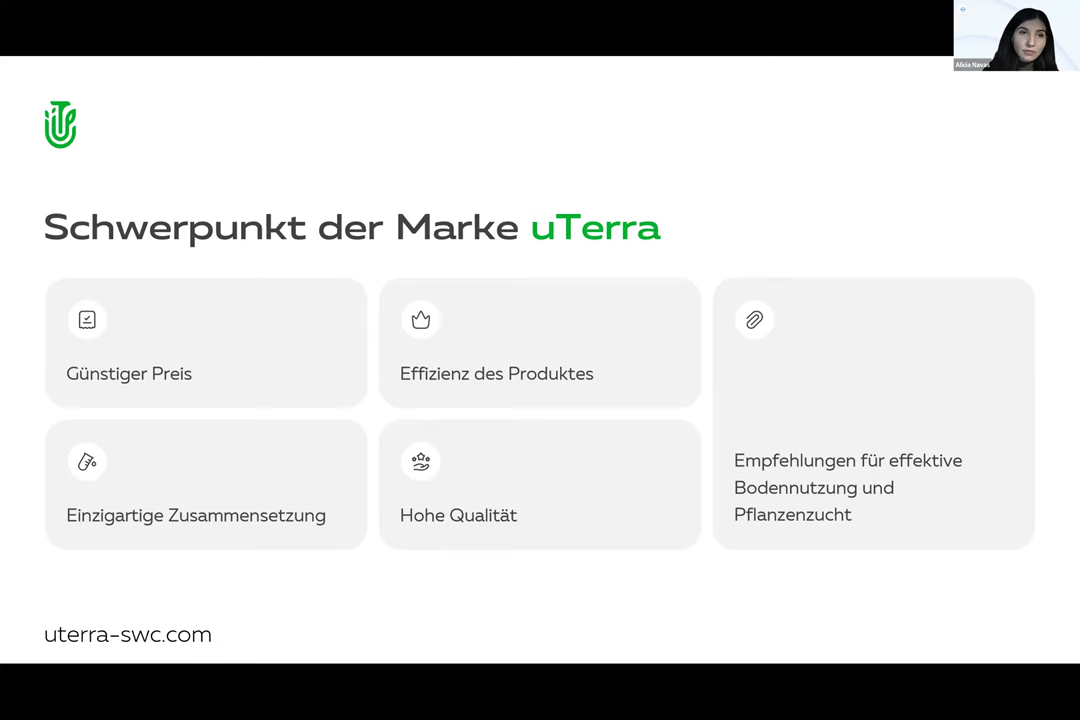 Alicia Navas
Schwerpunkt der Marke uTerra
Günstiger Preis
Effizienz des Produktes
Einzigartige Zusammensetzung
Hohe Qualität
Empfehlungen für effektive
Bodennutzung und
Pflanzenzucht
uterra-swc.com